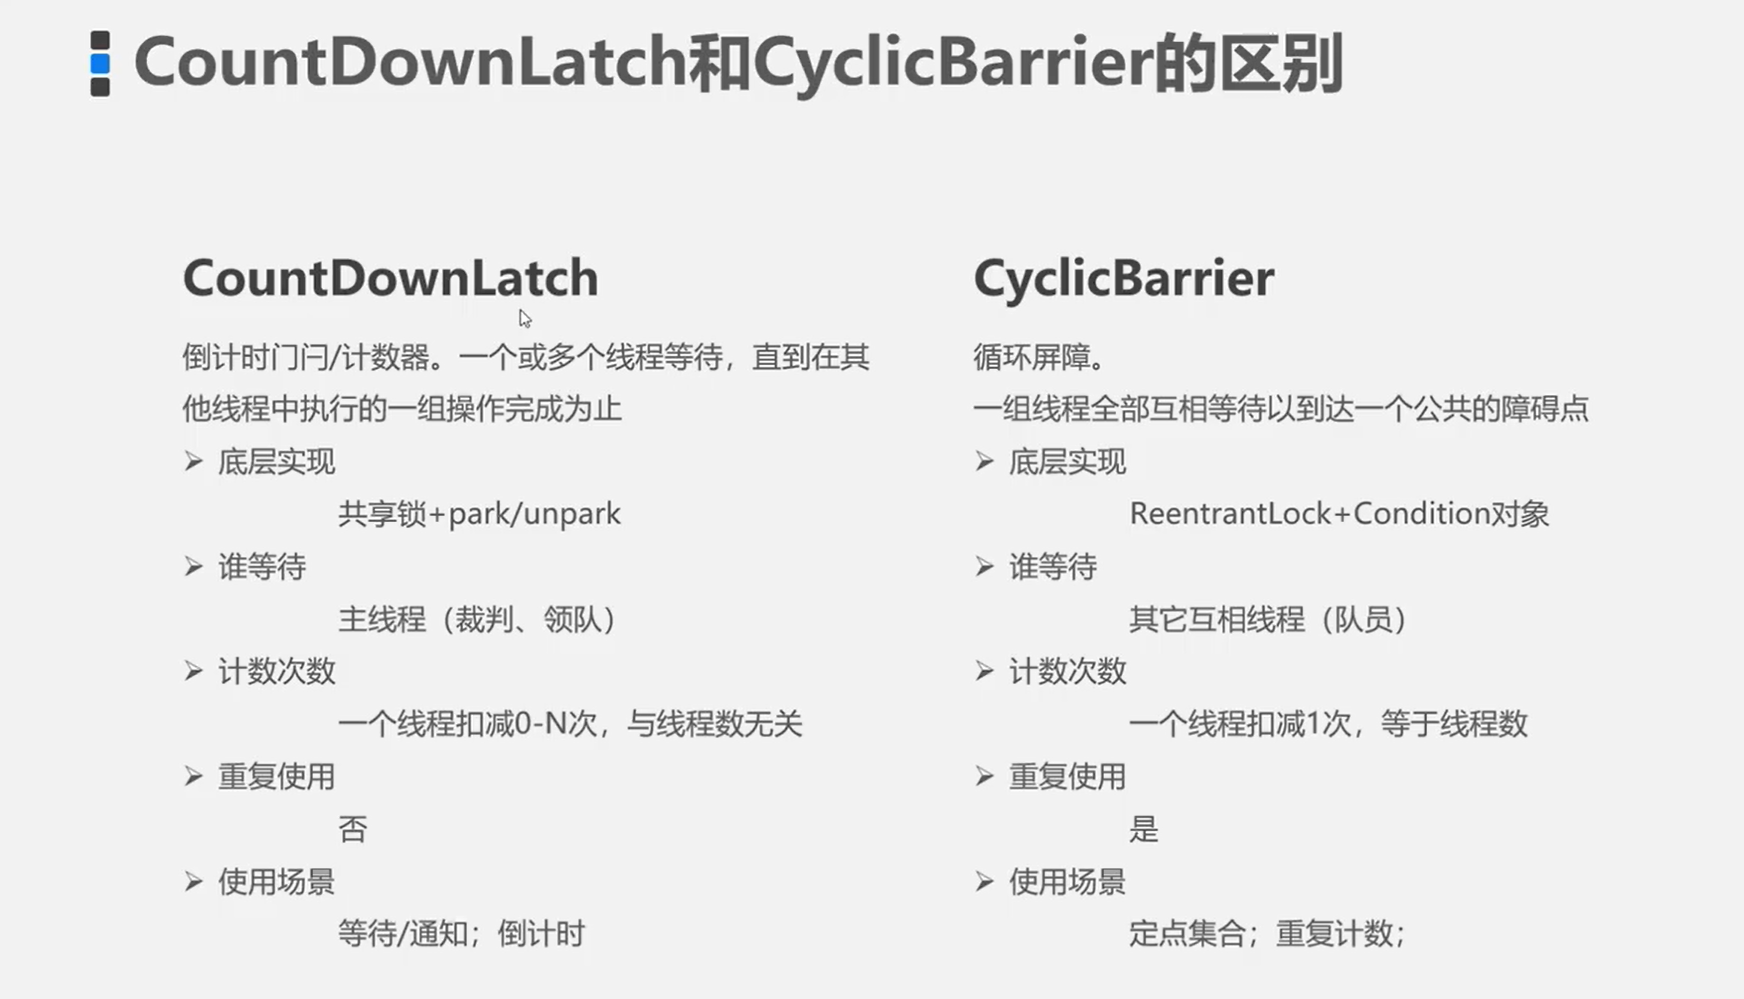 CountDownLatch和CyclicBarrier的区别
CountDownLatch
倒计时门闩/计数器。一个或多个线程等待，直到在其
他线程中执行的一组操作完成为止
➢ 底层实现
共享锁+park/unpark
➢ 谁等待
主线程（裁判、领队）
➢ 计数次数
一个线程扣减0-N次，与线程数无关
➢ 重复使用
否
➢ 使用场景
等待/通知；倒计时
CyclicBarrier
循环屏障。
一组线程全部互相等待以到达一个公共的障碍点
➢ 底层实现
ReentrantLock+Condition对象
➢ 谁等待
其它互相线程（队员）
➢ 计数次数
一个线程扣减1次，等于线程数
➢ 重复使用
是
➢ 使用场景
定点集合；重复计数；